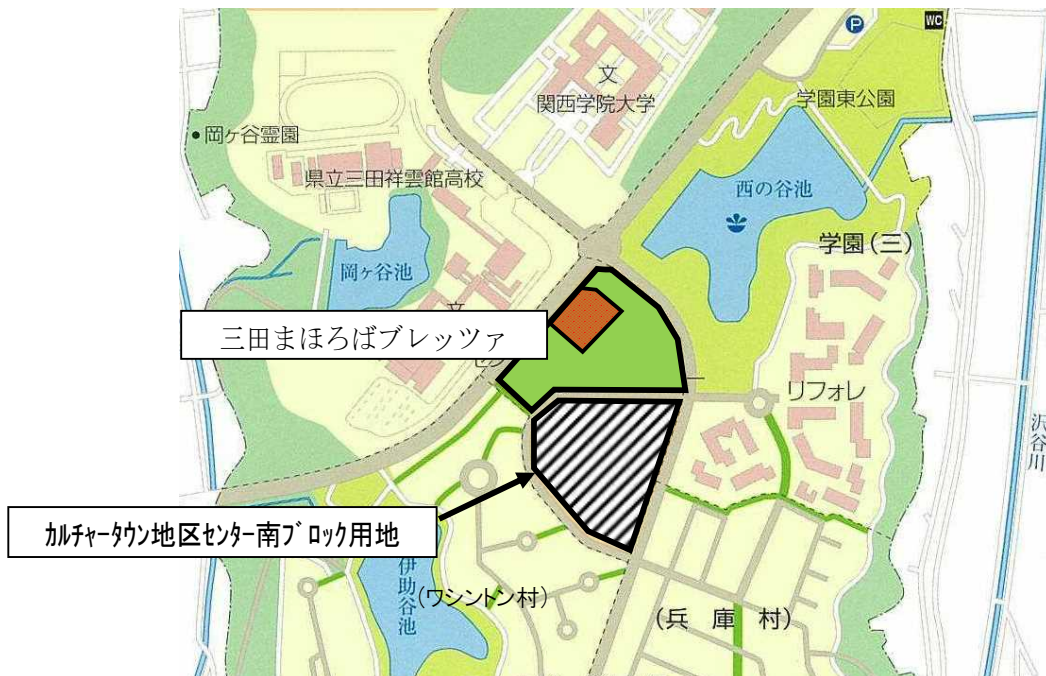 P
WC
文
関西学院大学
学園東公園
岡ヶ谷霊園
県立三田祥雲館高校
西の谷池
学園(三)
岡ヶ谷池
文
三田まほろばブレッツァ
リフォレ
沢谷川
カルチャータウン地区センター南ブロック用地
伊助谷池
(ワシントン村)
(兵庫村)